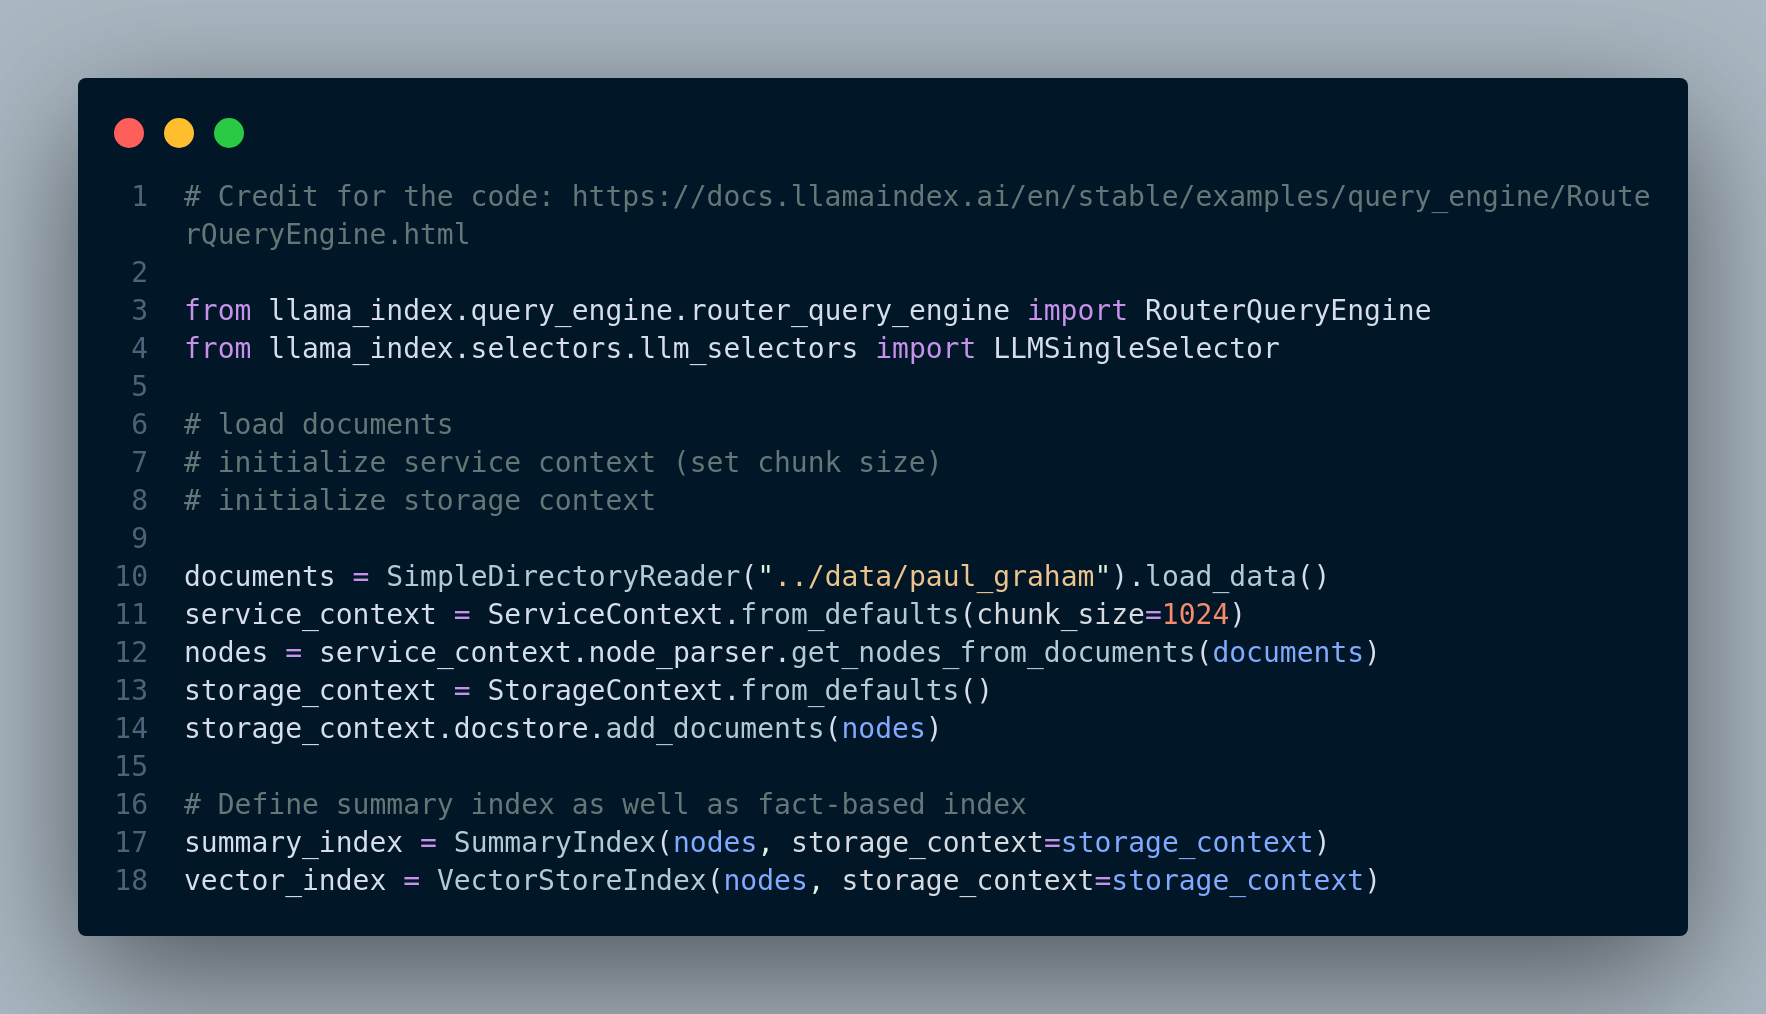 1 # Credit for the code: https://docs.llamaindex.ai/en/stable/examples/query_engine/Route
rQueryEngine.html
2
3 from llama_index.query_engine.router_query_engine import RouterQueryEngine
4 from llama_index.selectors.llm_selectors import LLMSingleSelector
5
6 # load documents
7 # initialize service context (set chunk size)
8 # initialize storage context
9
10 documents = SimpleDirectoryReader("../data/paul_graham").load_data()
11 service_context = ServiceContext.from_defaults(chunk_size=1024)
12 nodes = service_context.node_parser.get_nodes_from_documents(documents)
13 storage_context = StorageContext.from_defaults()
14 storage_context.docstore.add_documents(nodes)
15
16 # Define summary index as well as fact-based index
17 summary_index = SummaryIndex(nodes, storage_context=storage_context)
18 vector_index = VectorStoreIndex(nodes, storage_context=storage_context)